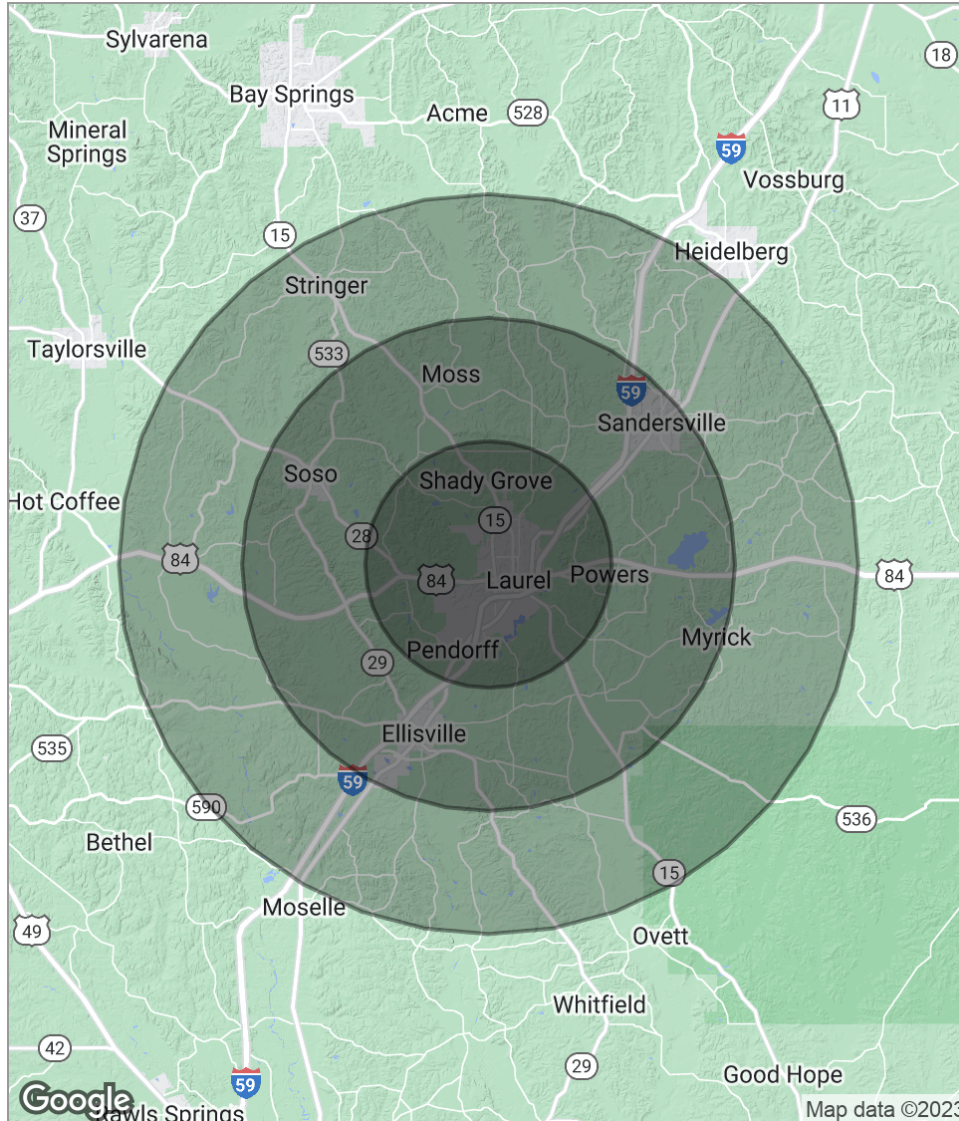 Sylvarena
18
Bay Springs
11
Acme
528
Mineral
Springs
59
Vossburg
37
15
Heidelberg
Stringer
Taylorsville
533
Moss
59
Sandersville
Soso
Shady Grove
Hot Coffee
15
28
84
84
Laurel
Powers
84
Pendorff
Myrick
29
Ellisville
535
59
590
536
Bethel
15
Moselle
49
Ovett
Whitfield
42
29
59
Good Hope
Google
Rawls Springs
Map data ©2023